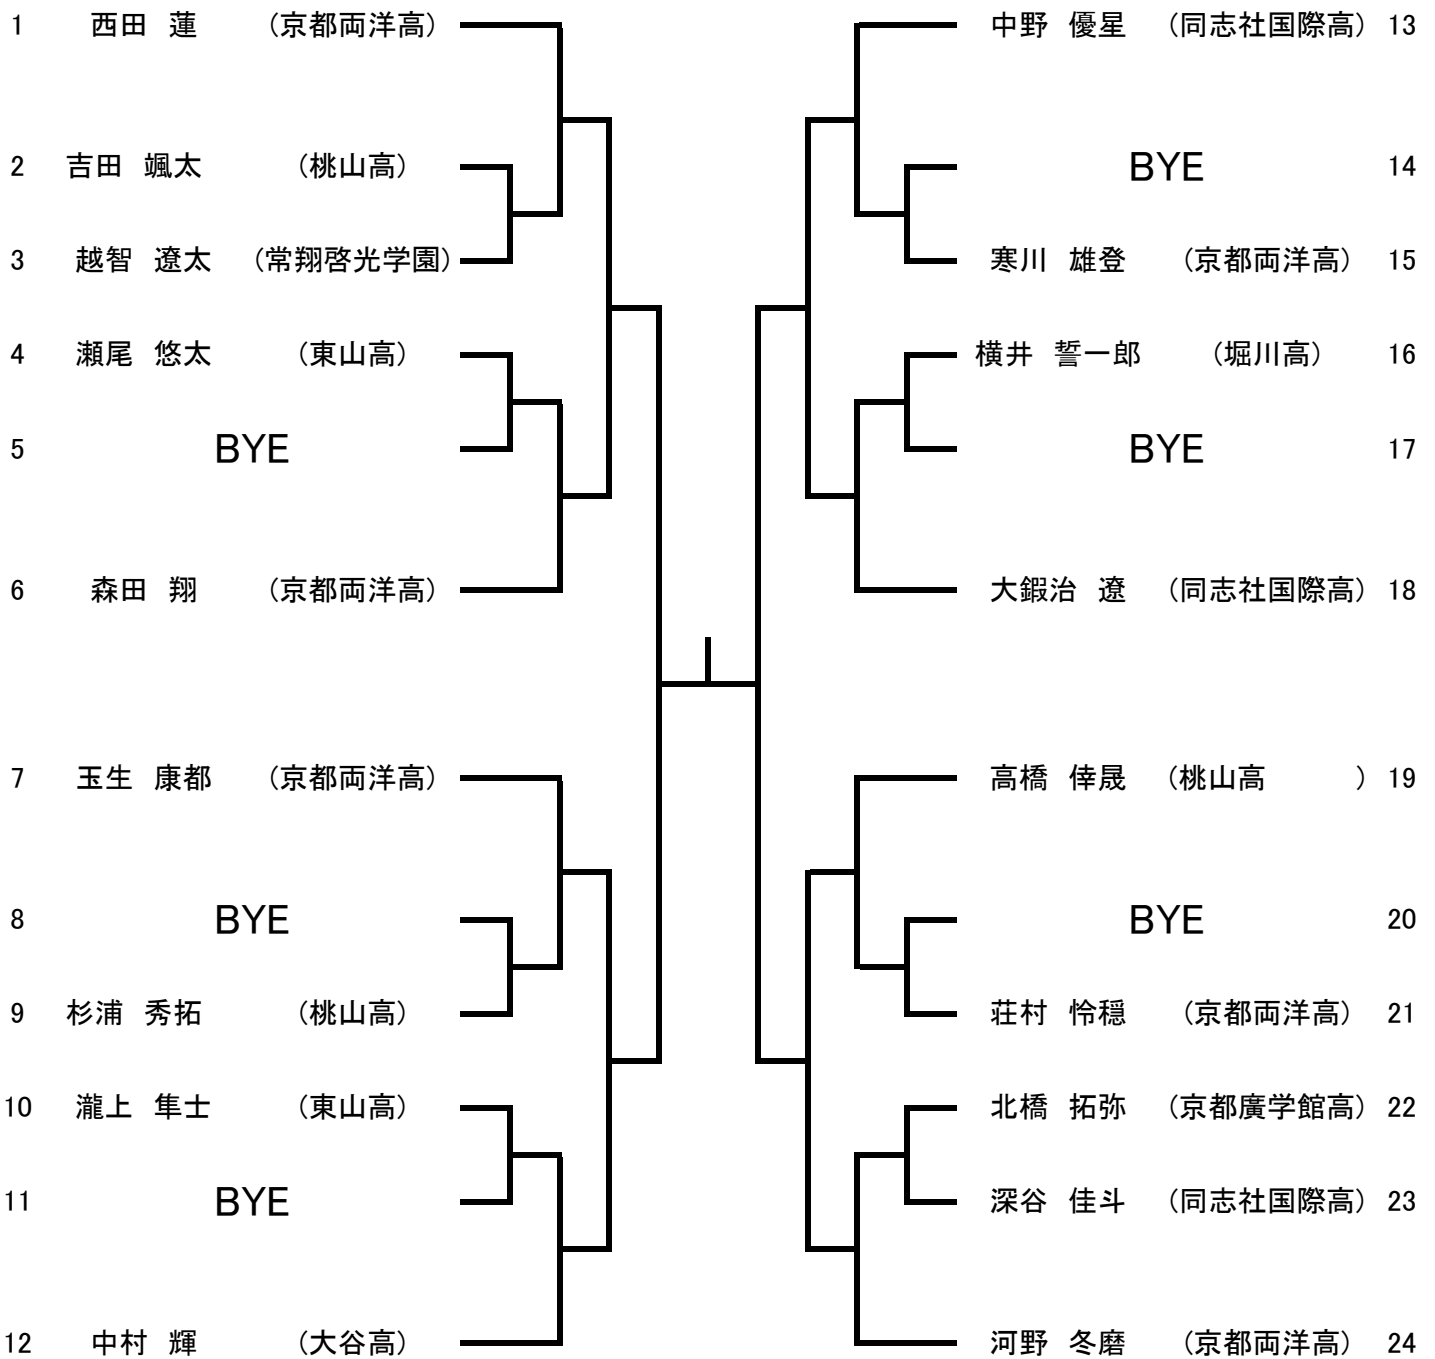 1 西田 蓮 (京都両洋高)
2 吉田 颯太 (桃山高)
3 越智 遼太 (常翔啓光学園)
4 瀬尾 悠太 (東山高)
5 BYE
6 森田 翔 (京都両洋高)
7 玉生 康都 (京都両洋高)
8 BYE
9 杉浦 秀拓 (桃山高)
10 瀧上 隼士 (東山高)
11 BYE
12 中村 輝 (大谷高)
中野 優星 (同志社国際高) 13
BYE 14
寒川 雄登 (京都両洋高) 15
横井 誓一郎 (堀川高) 16
BYE 17
大鍜治 遼 (同志社国際高) 18
高橋 倖晟 (桃山高 ) 19
BYE 20
荘村 怜穏 (京都両洋高) 21
北橋 拓弥 (京都廣学館高) 22
深谷 佳斗 (同志社国際高) 23
河野 冬磨 (京都両洋高) 24